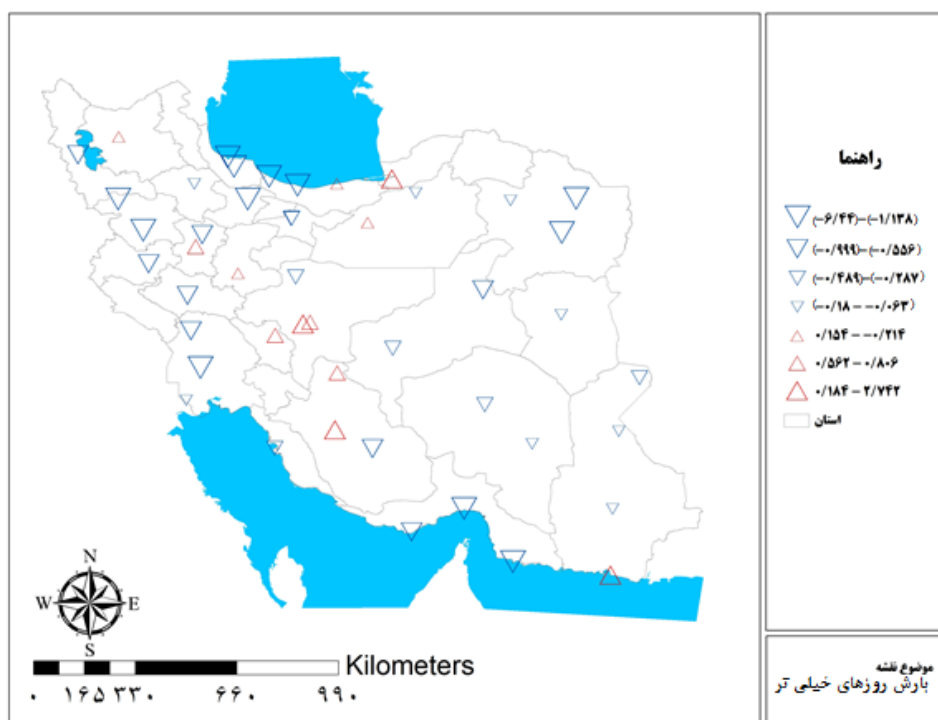 راهنما
(-۶/۴۴)-(-۱/۱۳۸)
(-۰/۹۹۹)-(-۰/۵۵۶)
(-۰/۴۸۹)-(-۰/۲۸۷)
(-۰/۱۸ - -۰/۰۶۳)
۰/۱۵۴ - -۰/۲۱۴
۰/۵۶۲ - ۰/۸۰۶
۰/۱۸۴ - ۲/۷۴۲
استان
N
W E
S
Kilometers
۰ ۱۶۵ ۳۳۰ ۶۶۰ ۹۹۰
موضوع نقشه
بارش روزهای خیلی تر